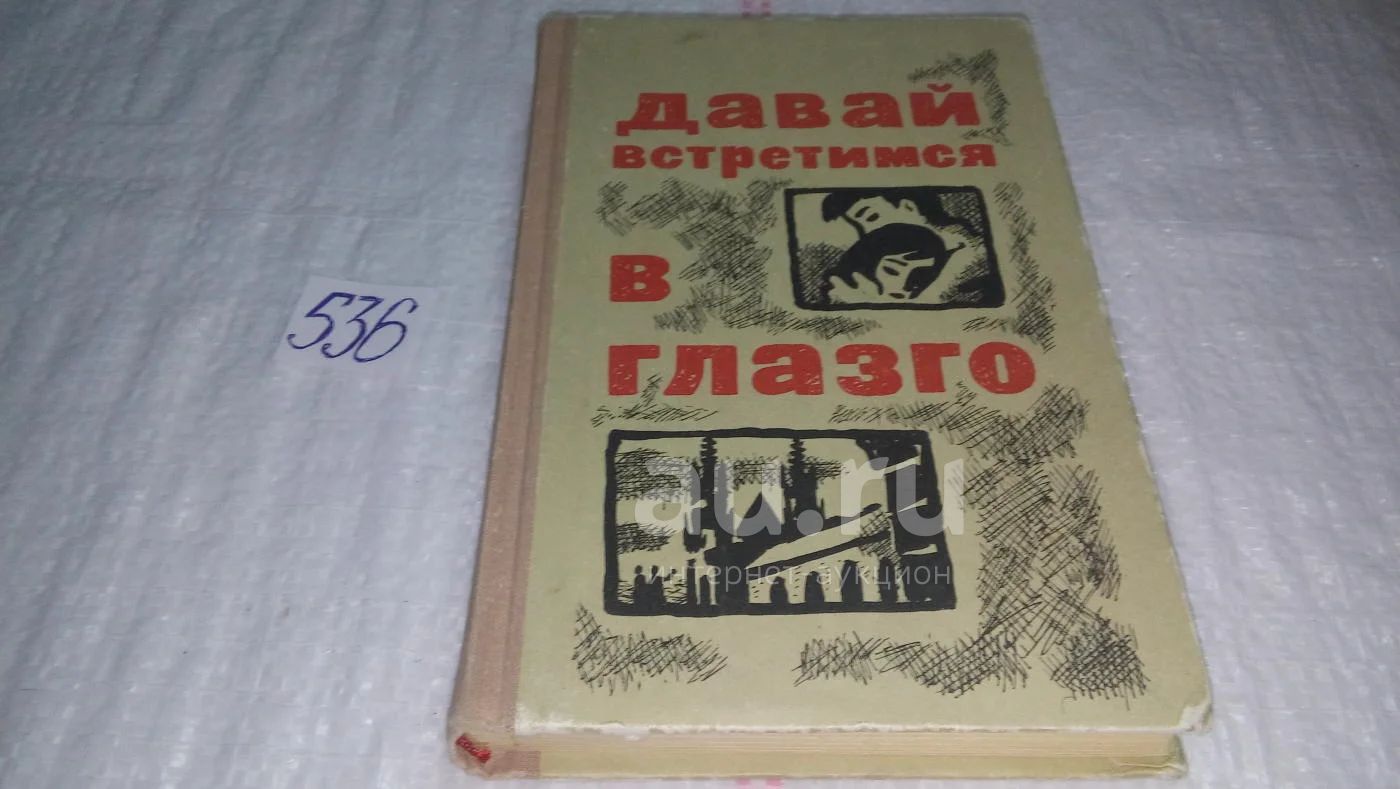 давай
встретимся
в
глазго
536
au.ru
интернет аукцион